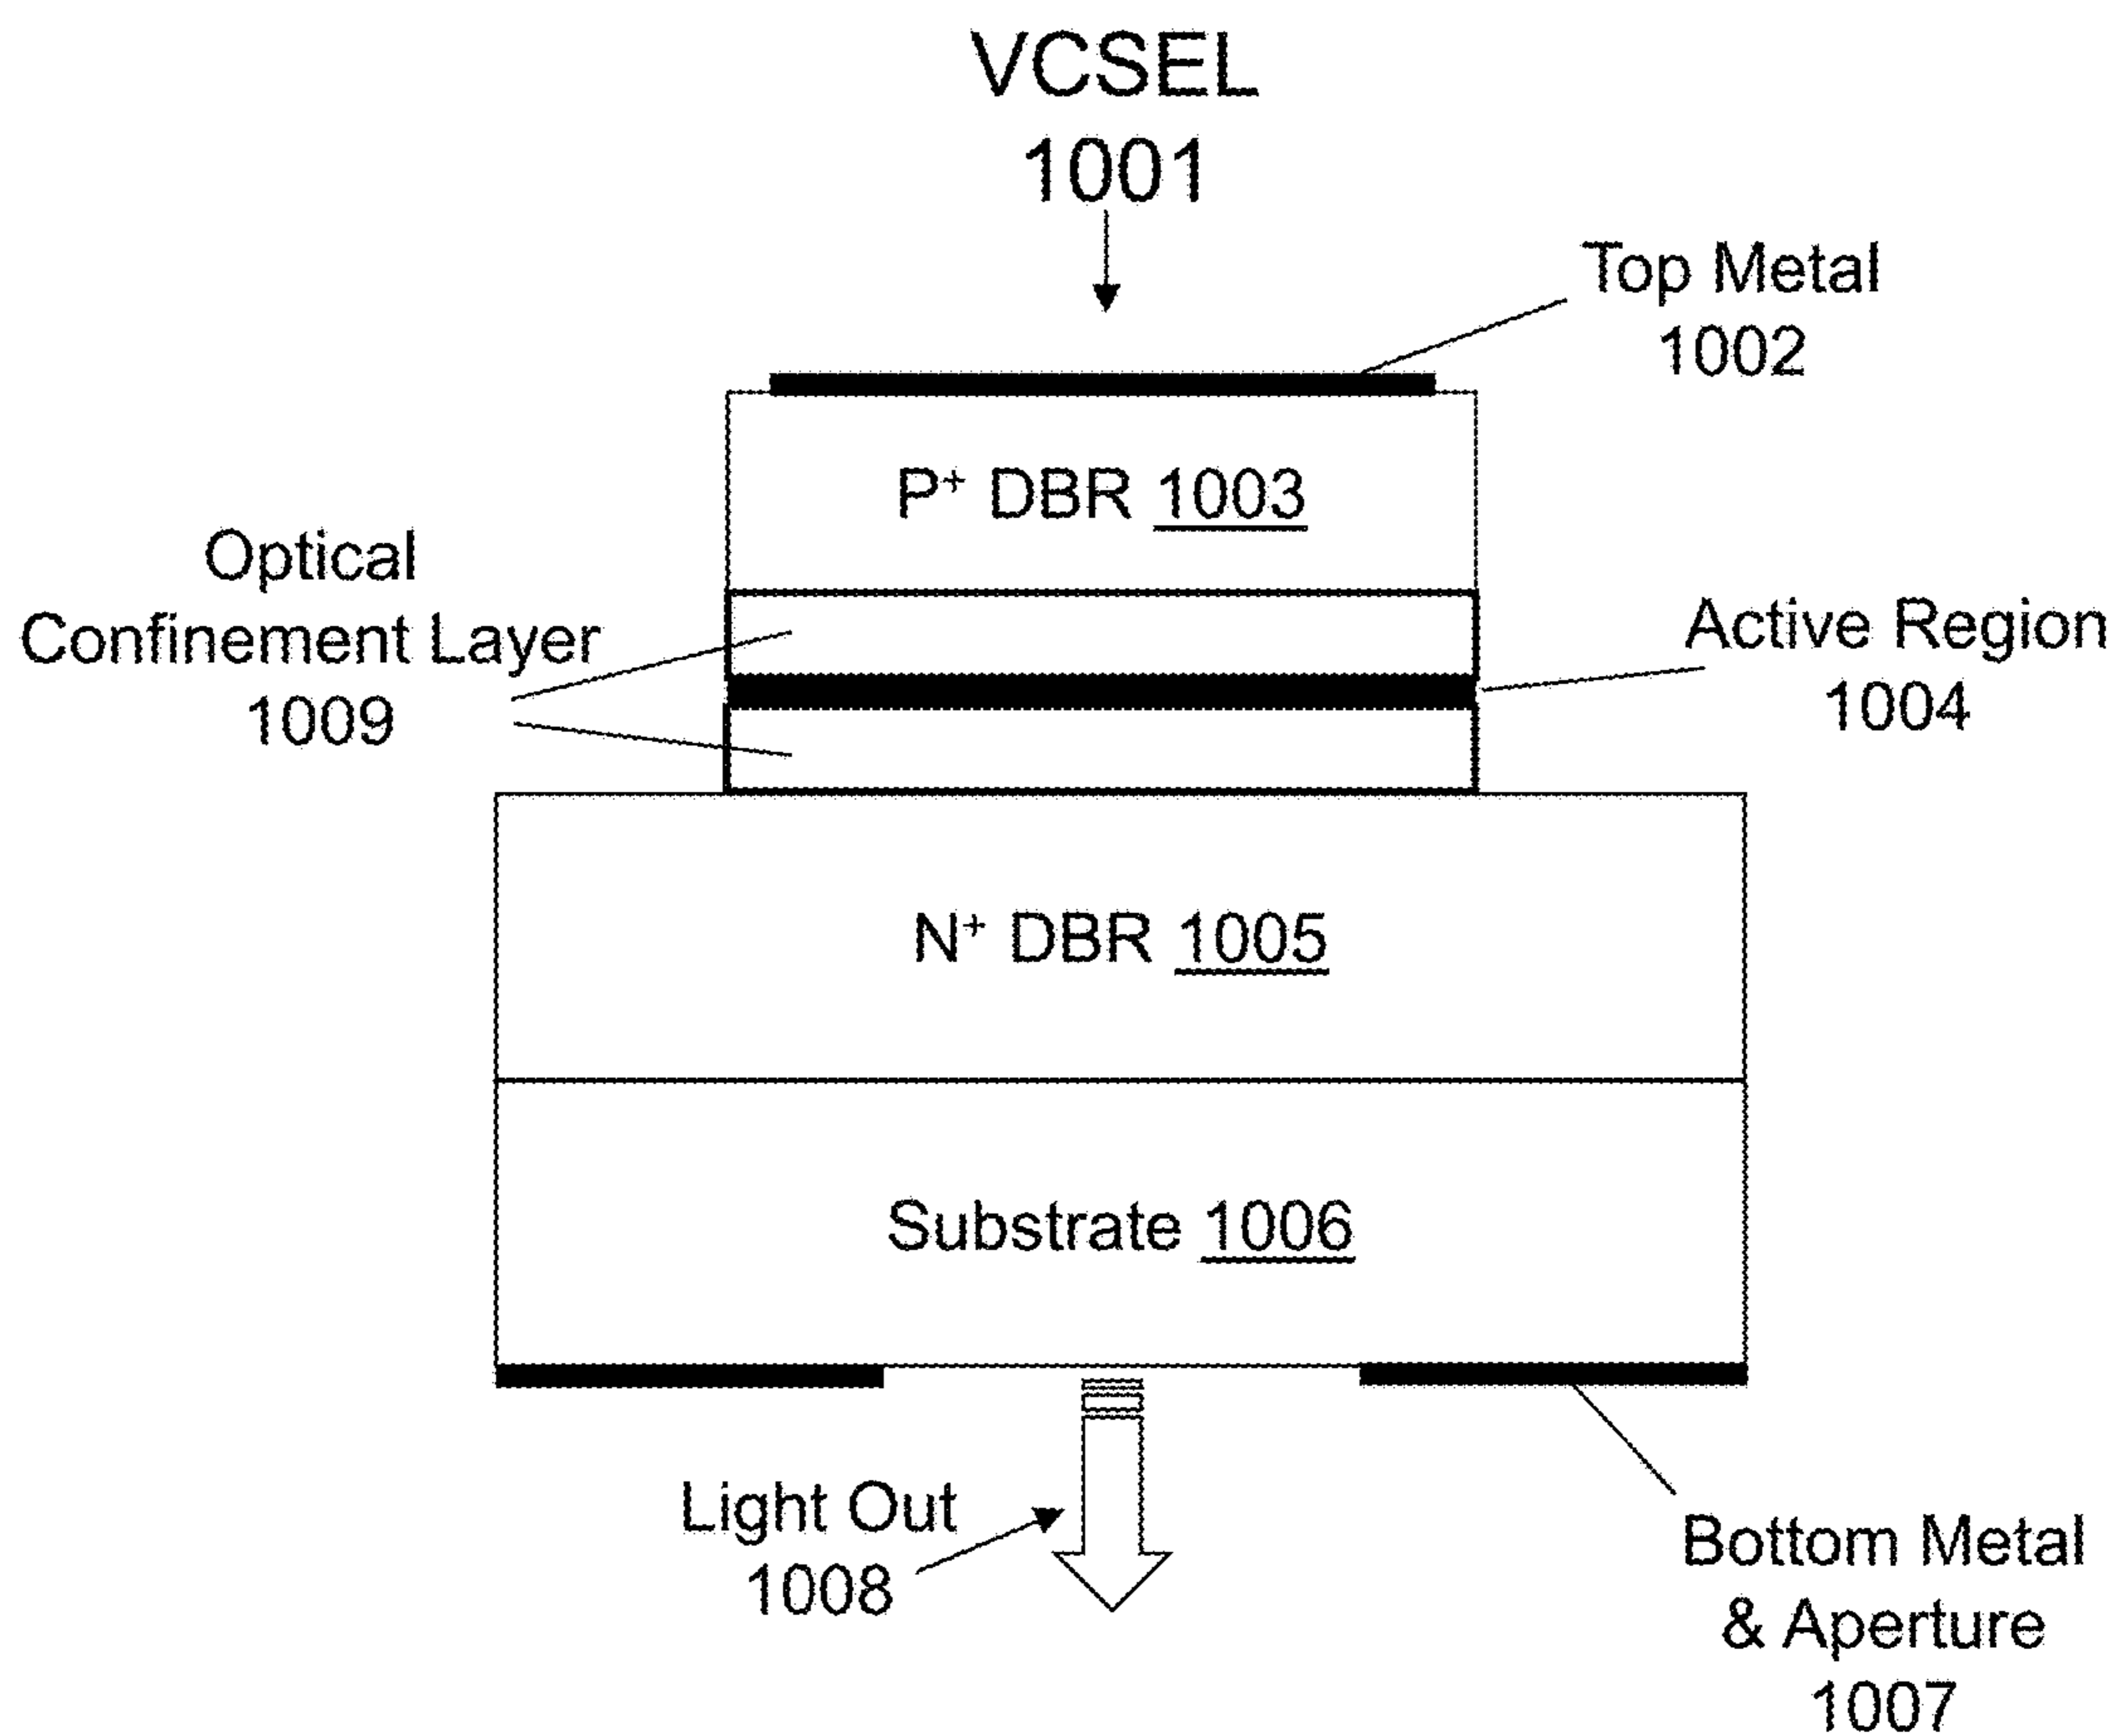 VCSEL
1001
Top Metal
1002
P+ DBR 1003
Optical
Confinement Layer
1009
Active Region
1004
N+ DBR 1005
Substrate 1006
Light Out
1008
Bottom Metal
& Aperture
1007